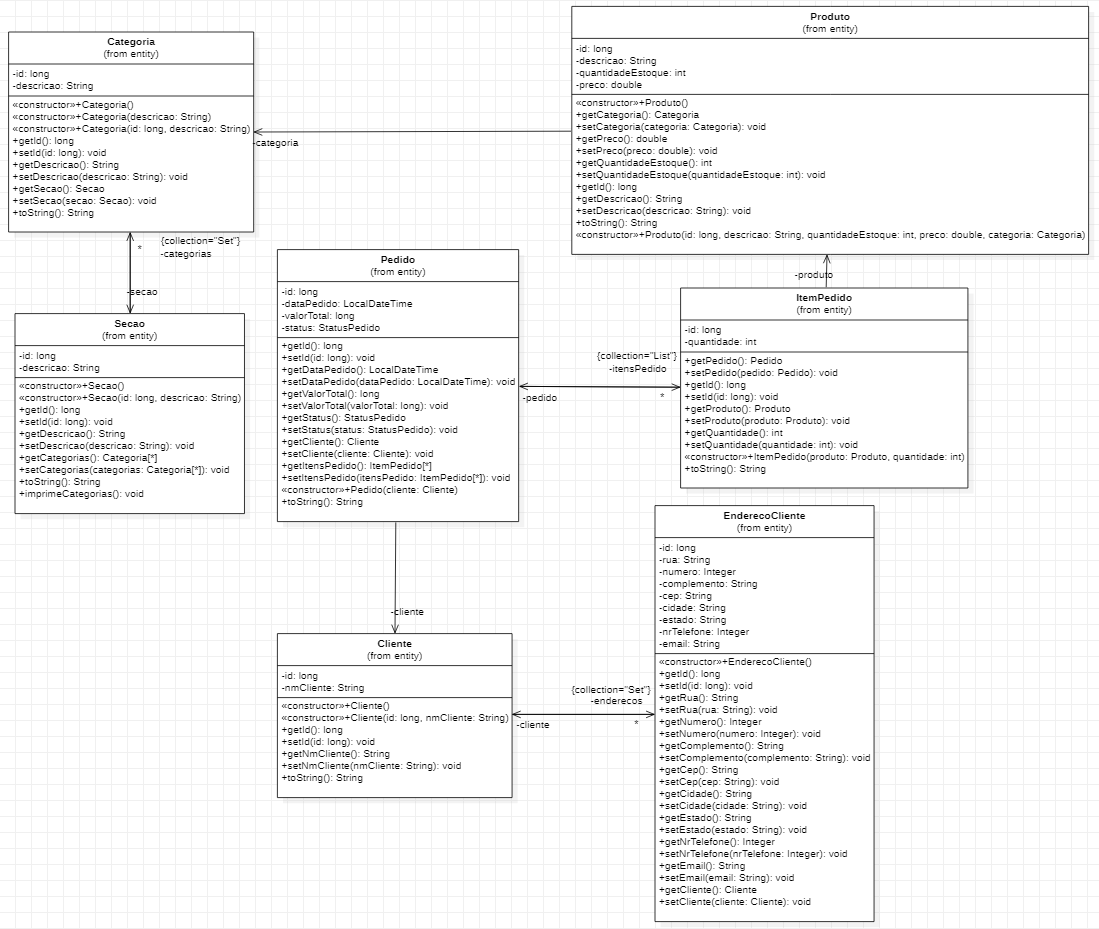 Categoria
(from entity)
-id: long
-descricao: String
«constructor»+Categoria()
«constructor»+Categoria(descricao: String)
«constructor»+Categoria(id: long, descricao: String)
+getId(): long
+setId(id: long): void
+getDescricao(): String
+setDescricao(descricao: String): void
+getSecao(): Secao
+setSecao(secao: Secao): void
+toString(): String
Produto
(from entity)
-id: long
-descricao: String
-quantidadeEstoque: int
-preco: double
«constructor»+Produto()
+getCategoria(): Categoria
+setCategoria(categoria: Categoria): void
+getPreco(): double
+setPreco(preco: double): void
+getQuantidadeEstoque(): int
+setQuantidadeEstoque(quantidadeEstoque: int): void
+getId(): long
+getDescricao(): String
+setDescricao(descricao: String): void
+toString(): String
«constructor»+Produto(id: long, descricao: String, quantidadeEstoque: int, preco: double, categoria: Categoria)
-categoria
*
{collection="Set"}
-categorias
-secao
Secao
(from entity)
-id: long
-descricao: String
«constructor»+Secao()
«constructor»+Secao(id: long, descricao: String)
+getId(): long
+setId(id: long): void
+getDescricao(): String
+setDescricao(descricao: String): void
+getCategorias(): Categoria[*]
+setCategorias(categorias: Categoria[*]): void
+toString(): String
+imprimeCategorias(): void
Pedido
(from entity)
-id: long
-dataPedido: LocalDateTime
-valorTotal: long
-status: StatusPedido
+getId(): long
+setId(id: long): void
+getDataPedido(): LocalDateTime
+setDataPedido(dataPedido: LocalDateTime): void
+getValorTotal(): long
+setValorTotal(valorTotal: long): void
+getStatus(): StatusPedido
+setStatus(status: StatusPedido): void
+getCliente(): Cliente
+setCliente(cliente: Cliente): void
+getItensPedido(): ItemPedido[*]
+setItensPedido(itensPedido: ItemPedido[*]): void
«constructor»+Pedido(cliente: Cliente)
+toString(): String
-produto
{collection="List"}
-itensPedido
-pedido
*
ItemPedido
(from entity)
-id: long
-quantidade: int
+getPedido(): Pedido
+setPedido(pedido: Pedido): void
+getId(): long
+setId(id: long): void
+getProduto(): Produto
+setProduto(produto: Produto): void
+getQuantidade(): int
+setQuantidade(quantidade: int): void
«constructor»+ItemPedido(produto: Produto, quantidade: int)
+toString(): String
-cliente
Cliente
(from entity)
-id: long
-nmCliente: String
«constructor»+Cliente()
«constructor»+Cliente(id: long, nmCliente: String)
+getId(): long
+setId(id: long): void
+getNmCliente(): String
+setNmCliente(nmCliente: String): void
+toString(): String
{collection="Set"}
-enderecos
-cliente
*
EnderecoCliente
(from entity)
-id: long
-rua: String
-numero: Integer
-complemento: String
-cep: String
-cidade: String
-estado: String
-nrTelefone: Integer
-email: String
«constructor»+EnderecoCliente()
+getId(): long
+setId(id: long): void
+getRua(): String
+setRua(rua: String): void
+getNumero(): Integer
+setNumero(numero: Integer): void
+getComplemento(): String
+setComplemento(complemento: String): void
+getCep(): String
+setCep(cep: String): void
+getCidade(): String
+setCidade(cidade: String): void
+getEstado(): String
+setEstado(estado: String): void
+getNrTelefone(): Integer
+setNrTelefone(nrTelefone: Integer): void
+getEmail(): String
+setEmail(email: String): void
+getCliente(): Cliente
+setCliente(cliente: Cliente): void